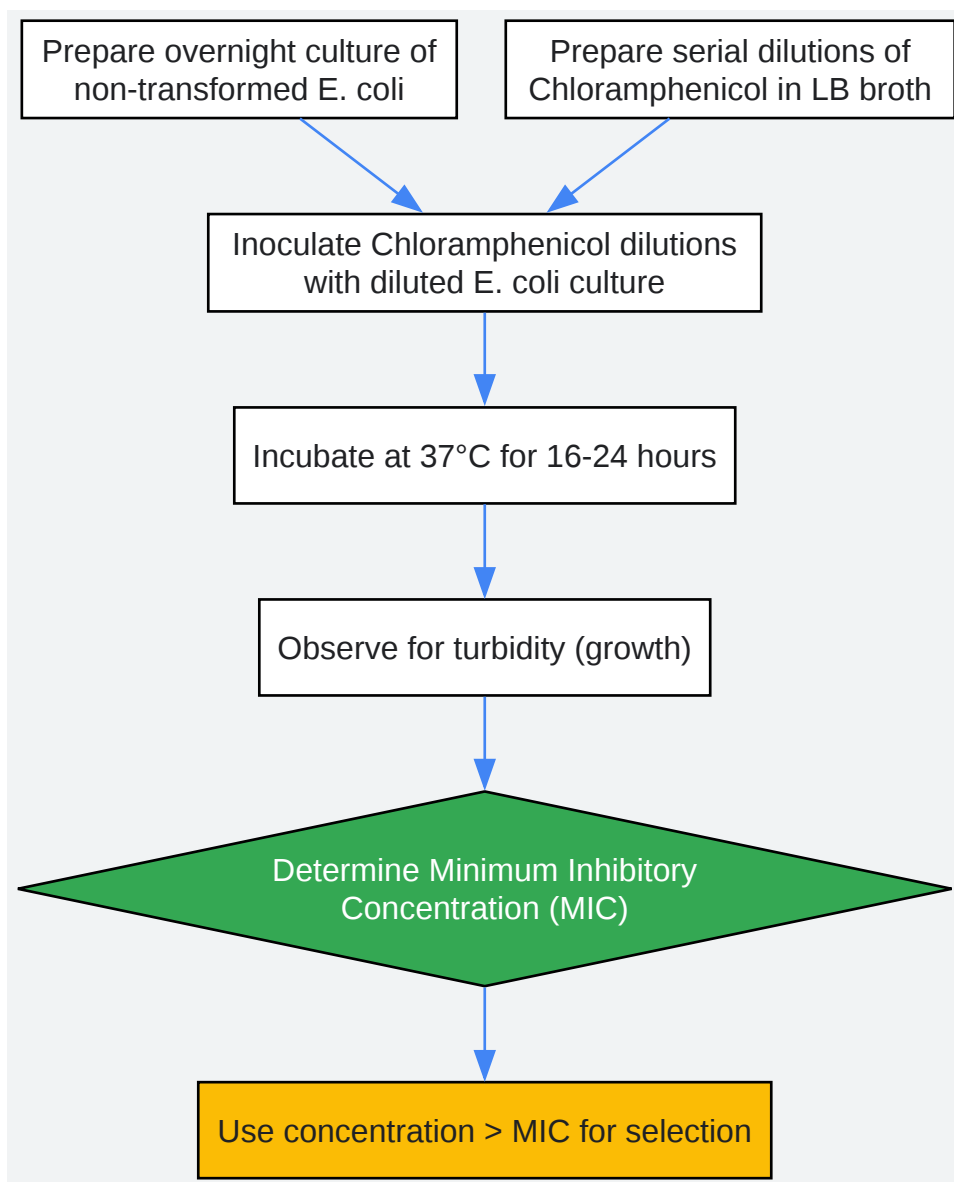 Prepare overnight culture of
non-transformed E. coli
Prepare serial dilutions of
Chloramphenicol in LB broth
Inoculate Chloramphenicol dilutions
with diluted E. coli culture
Incubate at 37°C for 16-24 hours
Observe for turbidity (growth)
Determine Minimum Inhibitory
Concentration (MIC)
Use concentration > MIC for selection